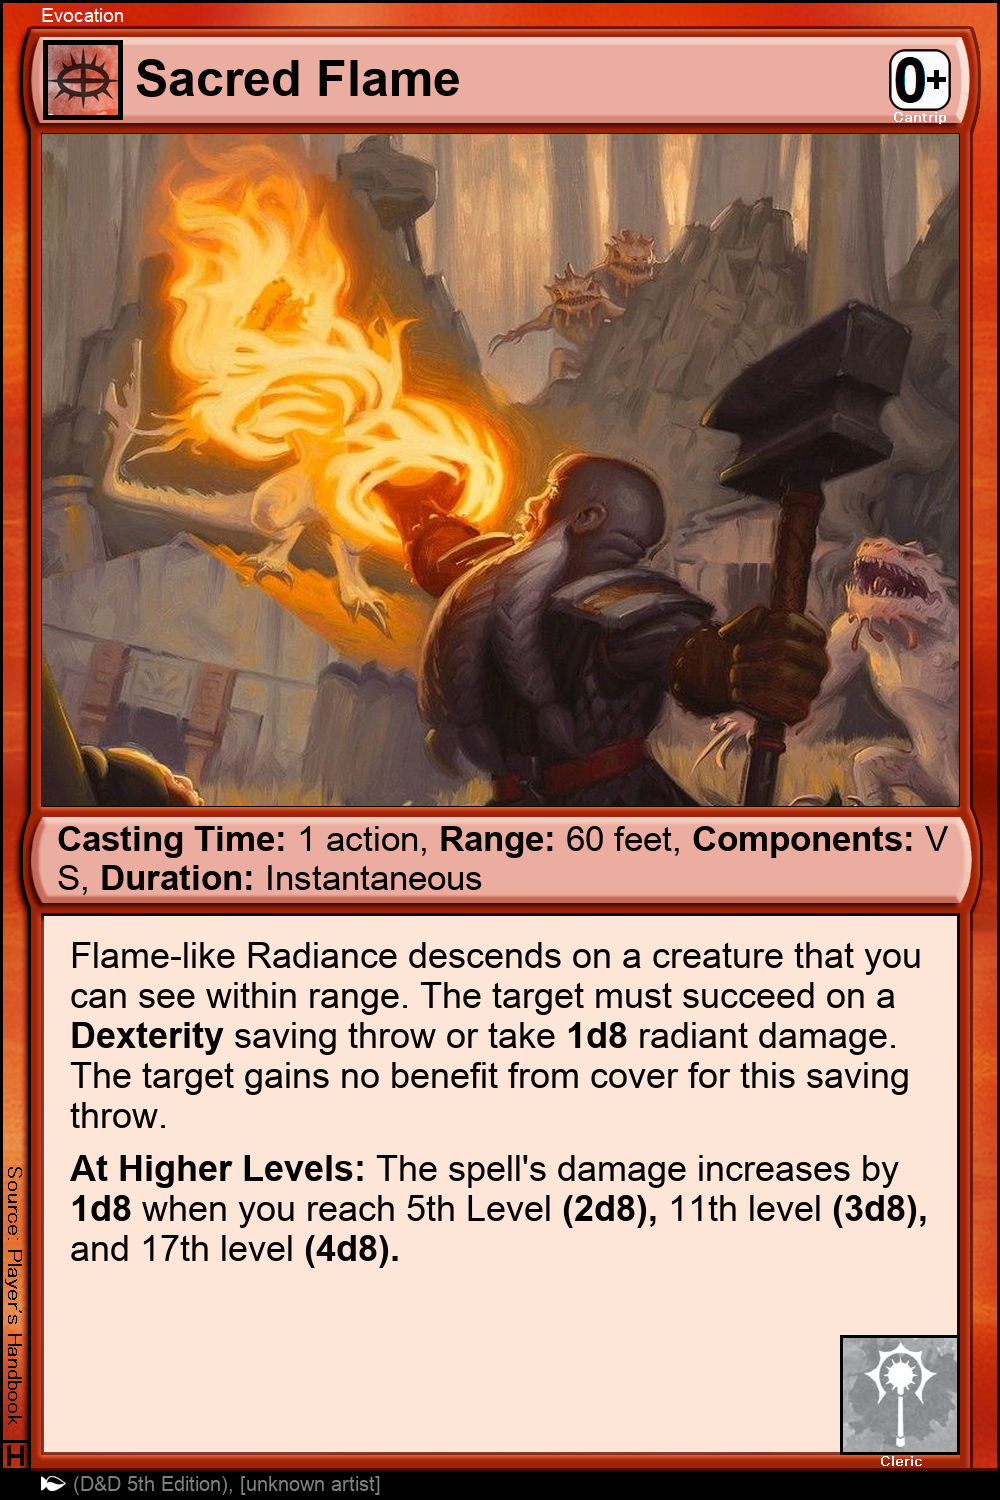 Evocation
Sacred Flame
0+
Cantrip
Casting Time: 1 action, Range: 60 feet, Components: V
S, Duration: Instantaneous
Flame-like Radiance descends on a creature that you
can see within range. The target must succeed on a
Dexterity saving throw or take 1d8 radiant damage.
The target gains no benefit from cover for this saving
throw.
At Higher Levels: The spell's damage increases by
1d8 when you reach 5th Level (2d8), 11th level (3d8),
and 17th level (4d8).
Source: Player's Handbook
H
Cleric
(D&D 5th Edition), [unknown artist]